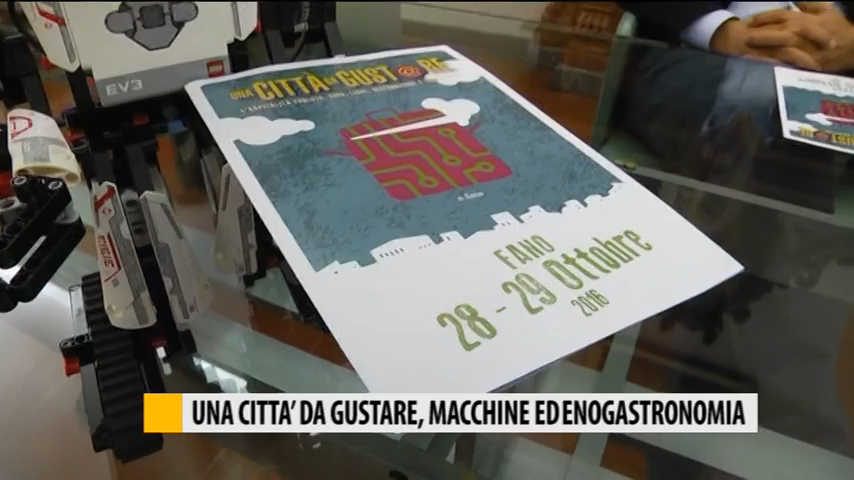 EV3
UNA CITTÀ DA GUST@RE
FANO
28 - 29 Ottobre
2016
UNA CITTA' DA GUSTARE, MACCHINE ED ENOGASTRONOMIA